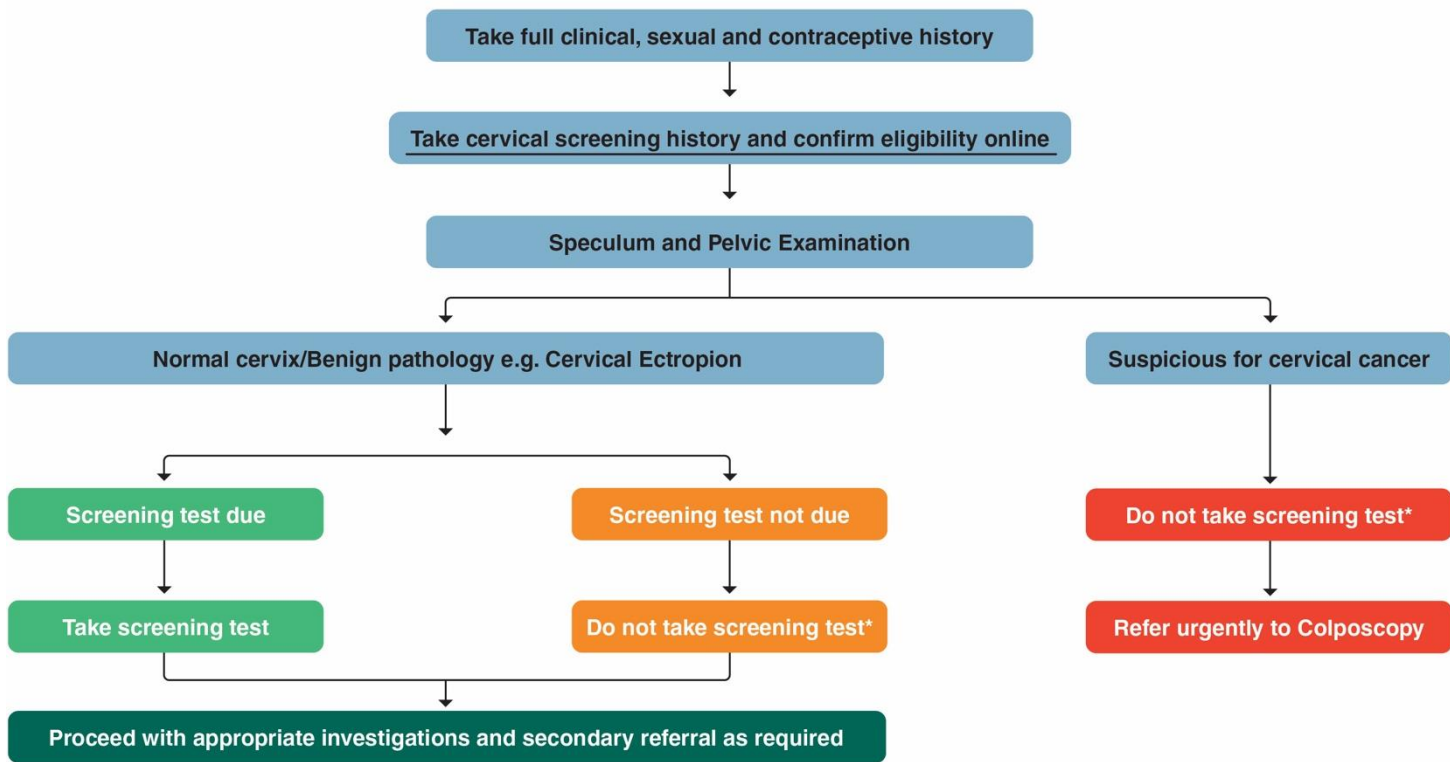 Take full clinical, sexual and contraceptive history
Take cervical screening history and confirm eligibility online
Speculum and Pelvic Examination
Normal cervix/Benign pathology e.g. Cervical Ectropion
Suspicious for cervical cancer
Screening test due
Screening test not due
Do not take screening test*
Take screening test
Do not take screening test*
Refer urgently to Colposcopy
Proceed with appropriate investigations and secondary referral as required